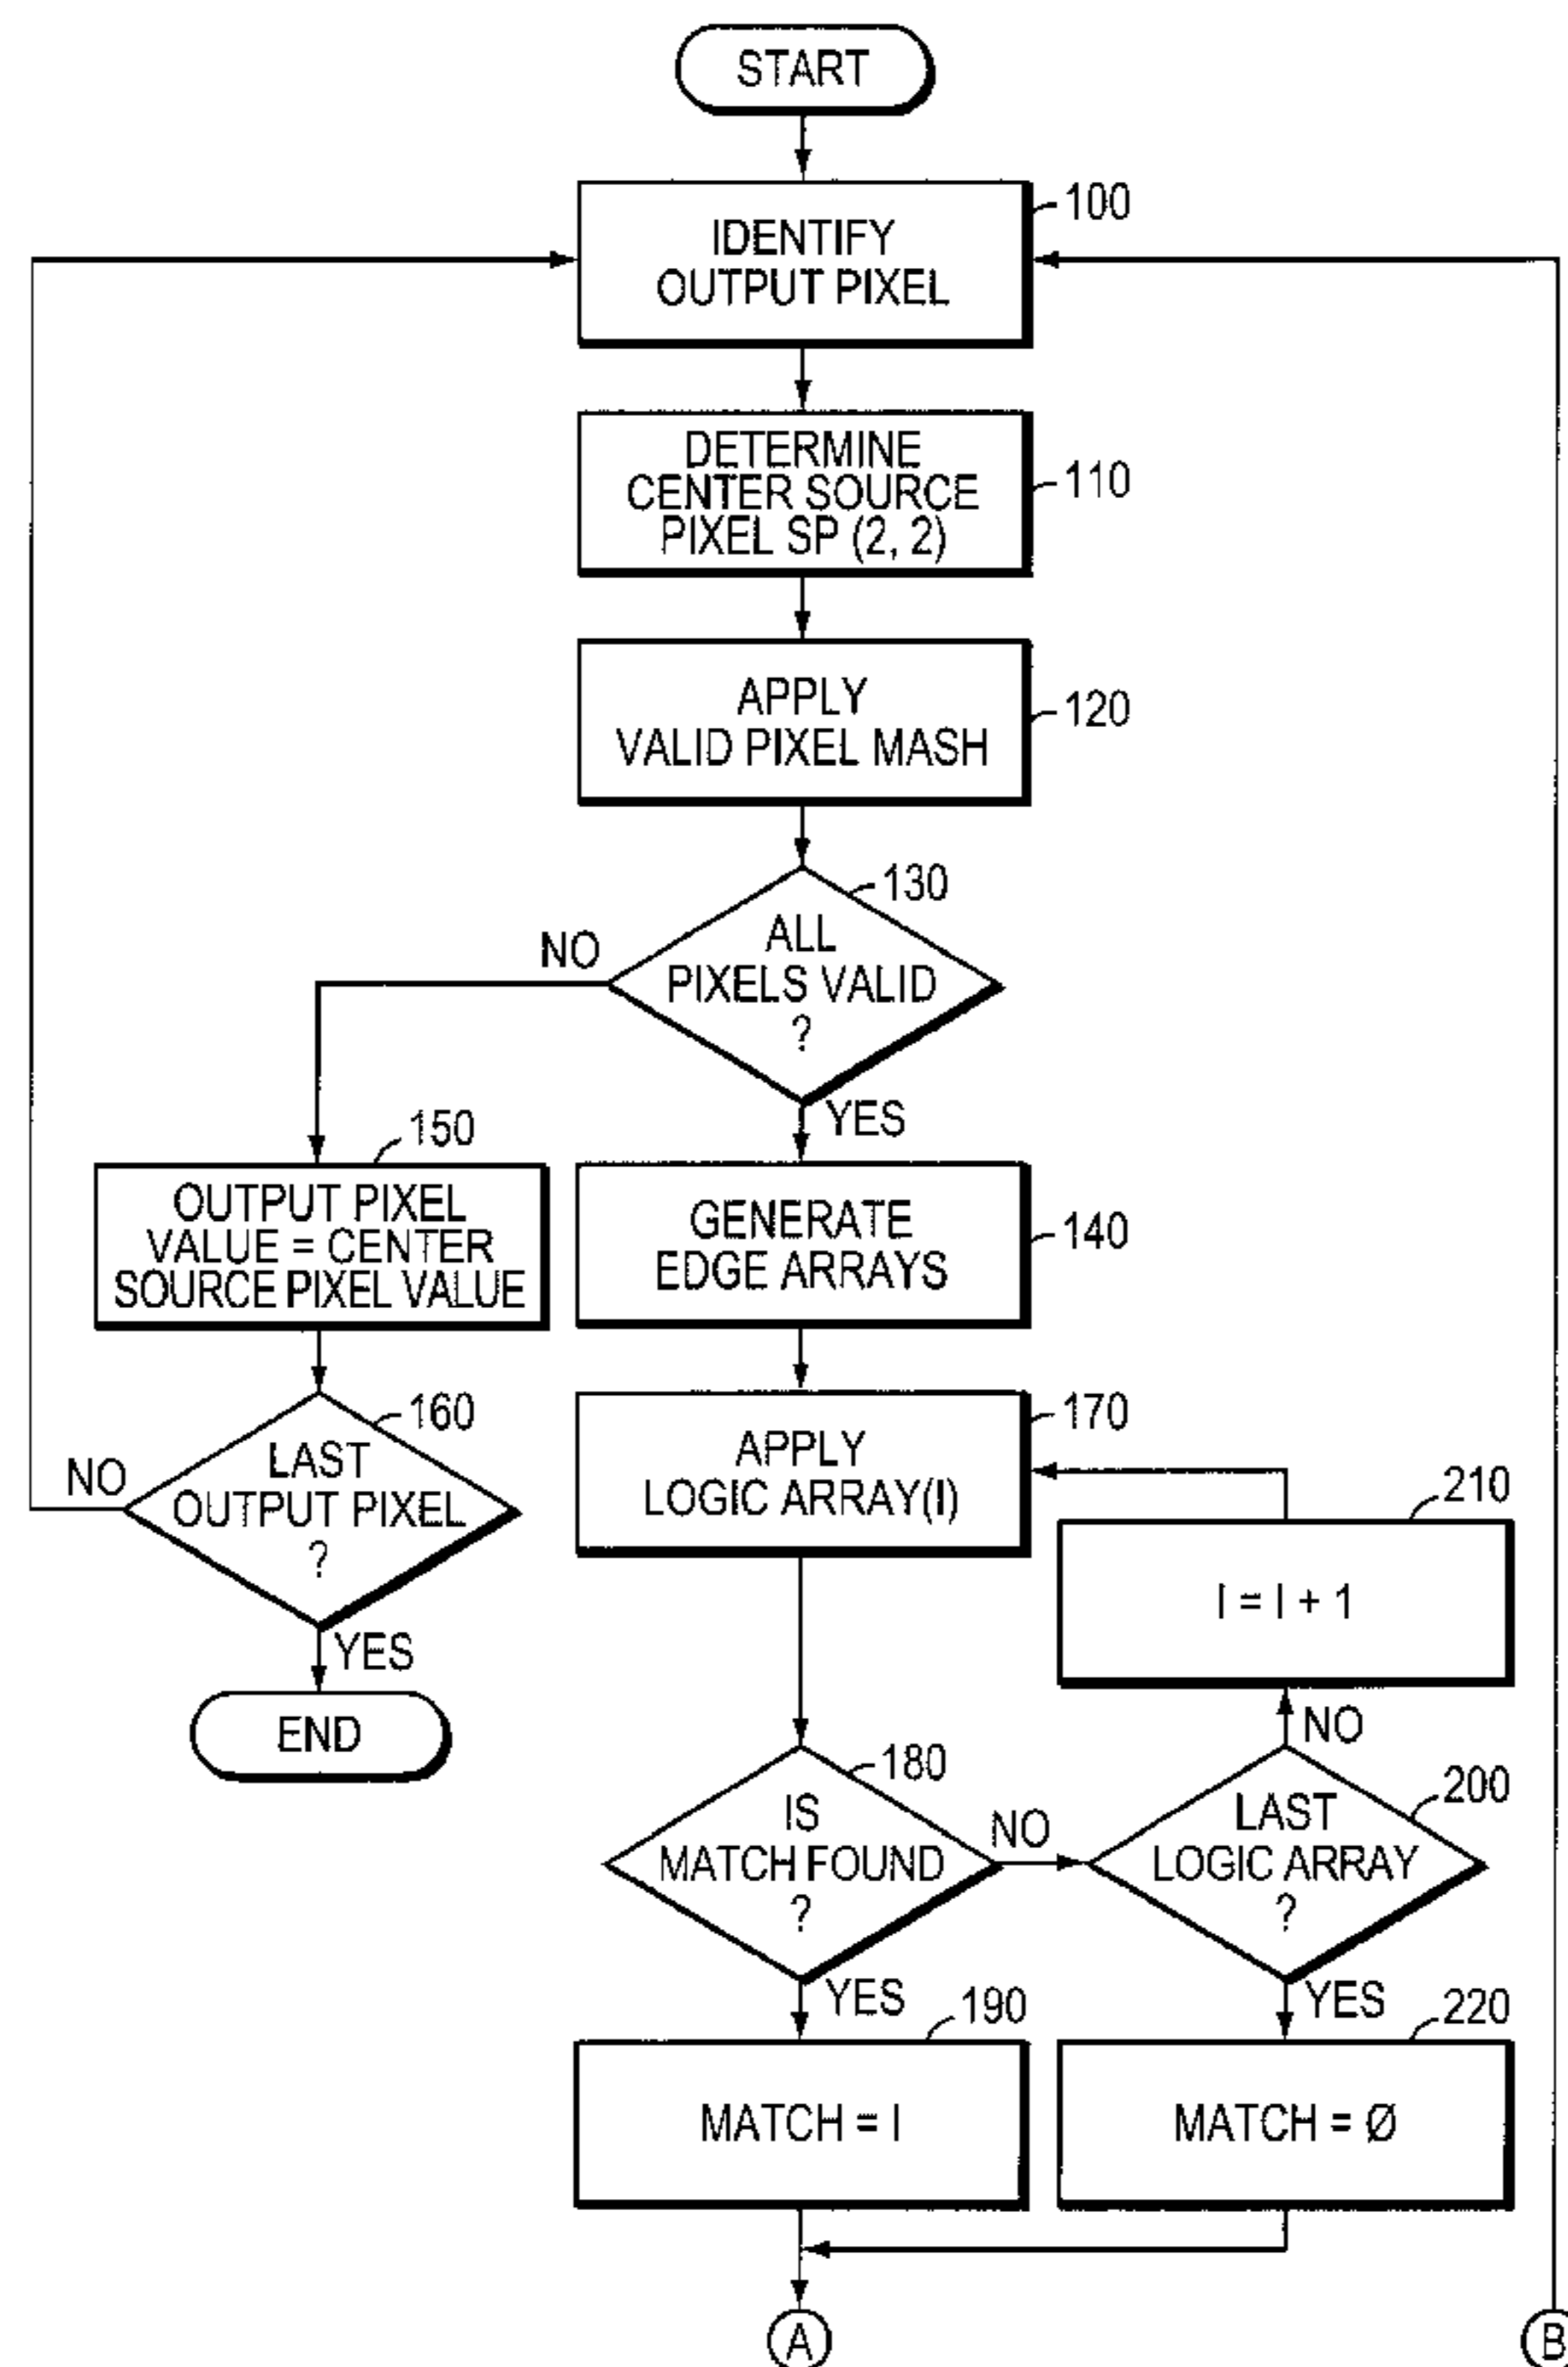 START
IDENTIFY
OUTPUT PIXEL
100
DETERMINE
CENTER SOURCE
PIXEL SP (2, 2)
110
APPLY
VALID PIXEL MASH
120
ALL
PIXELS VALID
?
130
NO
YES
150
OUTPUT PIXEL
VALUE = CENTER
SOURCE PIXEL VALUE
GENERATE
EDGE ARRAYS
140
LAST
OUTPUT PIXEL
?
160
NO
YES
END
APPLY
LOGIC ARRAY(I)
170
210
I = I + 1
NO
IS
MATCH FOUND
?
180
NO
LAST
LOGIC ARRAY
?
200
YES
190
MATCH = I
YES
220
MATCH = Ø
A
B